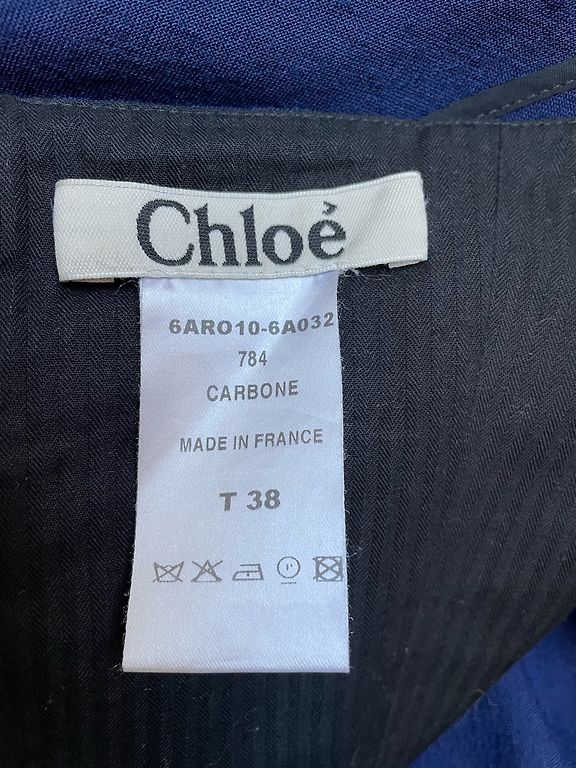 Chloé
6ARO10-6A032
784
CARBONE
MADE IN FRANCE
T 38